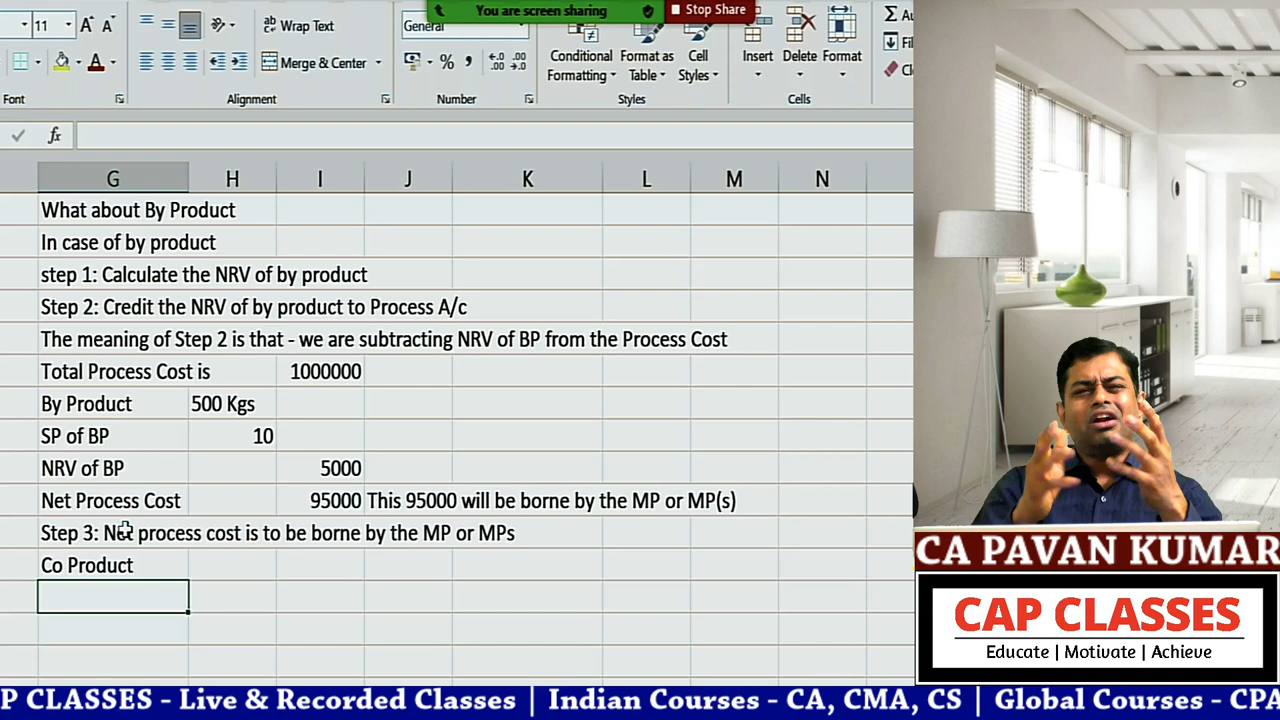 You are screen sharing
Stop Share
11
A
A
ab Wrap Text
General
Merge & Center
% ,
Conditional Formatting
Format as Table
Cell Styles
Insert
Delete
Format
Font
Alignment
Number
Styles
Cells
fx
G H I J K L M N
What about By Product
In case of by product
step 1: Calculate the NRV of by product
Step 2: Credit the NRV of by product to Process A/c
The meaning of Step 2 is that - we are subtracting NRV of BP from the Process Cost
Total Process Cost is 1000000
By Product 500 Kgs
SP of BP 10
NRV of BP 5000
Net Process Cost 95000 This 95000 will be borne by the MP or MP(s)
Step 3: Net process cost is to be borne by the MP or MPs
Co Product
CA PAVAN KUMAR
CAP CLASSES
Educate | Motivate | Achieve
P CLASSES - Live & Recorded Classes | Indian Courses - CA, CMA, CS | Global Courses - CPA